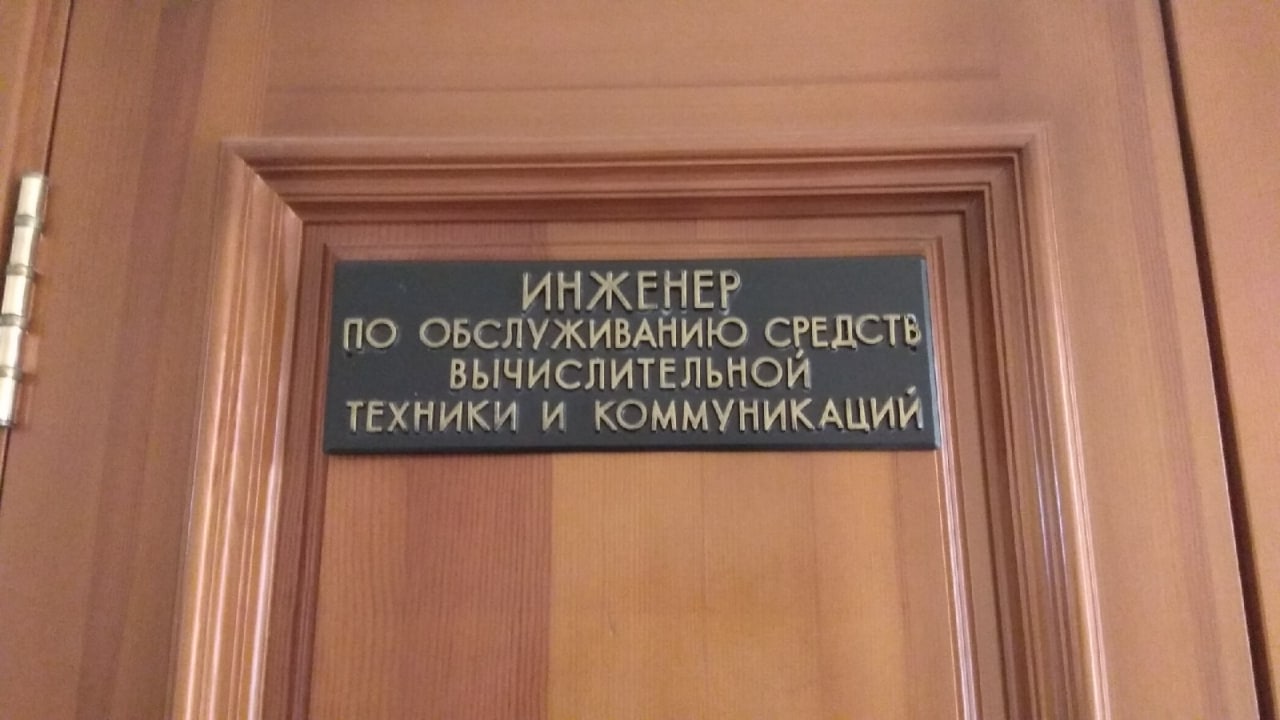 ИНЖЕНЕР
ПО ОБСЛУЖИВАНИЮ СРЕДСТВ
ВЫЧИСЛИТЕЛЬНОЙ
ТЕХНИКИ И КОММУНИКАЦИЙ